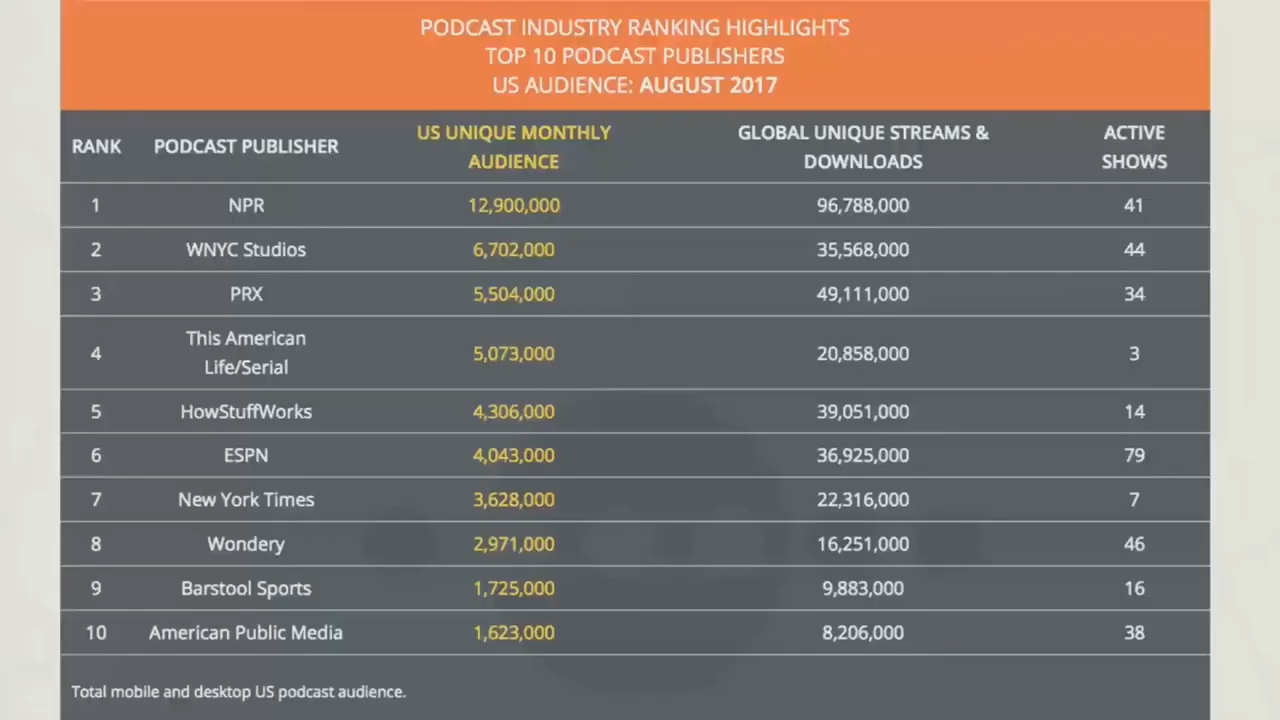 PODCAST INDUSTRY RANKING HIGHLIGHTS
TOP 10 PODCAST PUBLISHERS
US AUDIENCE: AUGUST 2017
RANK PODCAST PUBLISHER US UNIQUE MONTHLY AUDIENCE GLOBAL UNIQUE STREAMS & DOWNLOADS ACTIVE SHOWS
1 NPR 12,900,000 96,788,000 41
2 WNYC Studios 6,702,000 35,568,000 44
3 PRX 5,504,000 49,111,000 34
4 This American Life/Serial 5,073,000 20,858,000 3
5 HowStuffWorks 4,306,000 39,051,000 14
6 ESPN 4,043,000 36,925,000 79
7 New York Times 3,628,000 22,316,000 7
8 Wondery 2,971,000 16,251,000 46
9 Barstool Sports 1,725,000 9,883,000 16
10 American Public Media 1,623,000 8,206,000 38
Total mobile and desktop US podcast audience.